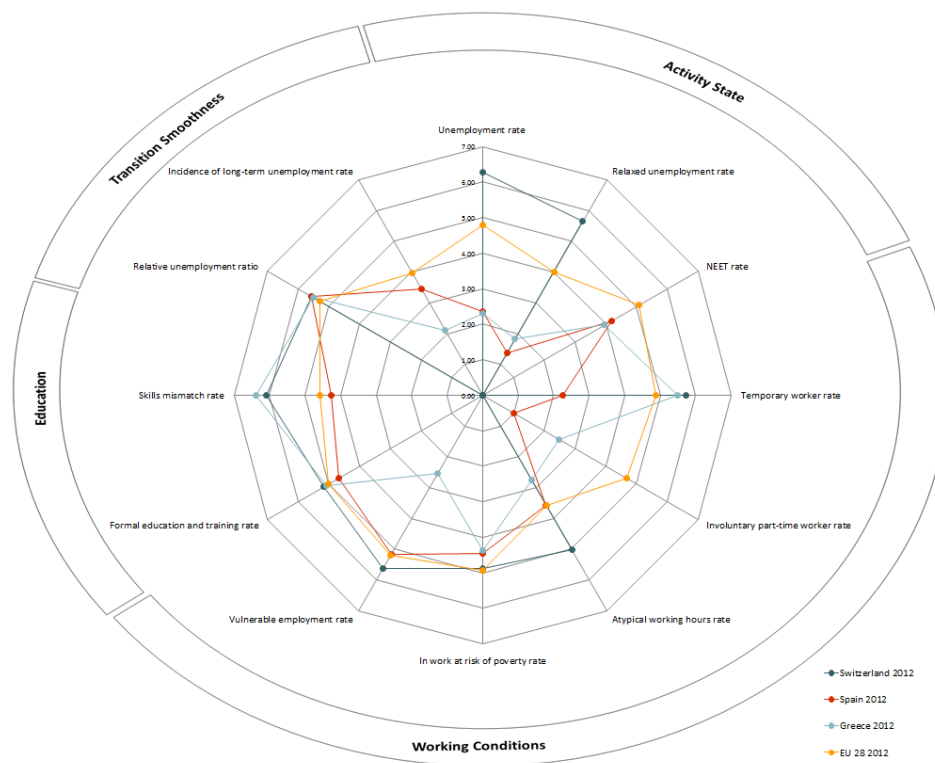 Activity State
Transition Smoothness
Unemployment rate
7.00
Incidence of long-term unemployment rate
Relaxed unemployment rate
6.00
5.00
Relative unemployment ratio
NEET rate
4.00
3.00
2.00
1.00
Education
Skills mismatch rate
0.00
Temporary worker rate
Formal education and training rate
Involuntary part-time worker rate
Vulnerable employment rate
Atypical working hours rate
In work at risk of poverty rate
Switzerland 2012
Spain 2012
Greece 2012
EU 28 2012
Working Conditions